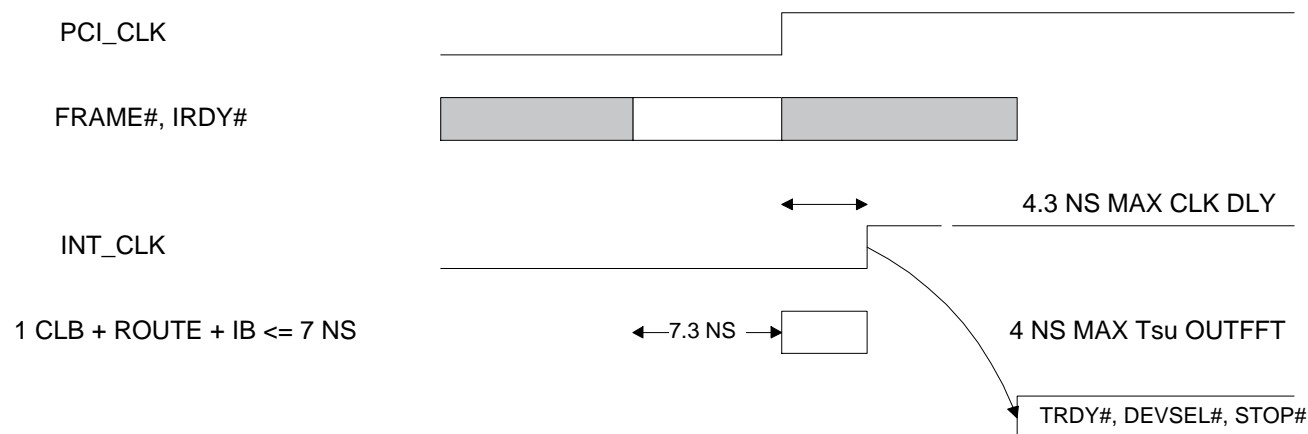 PCI_CLK
FRAME#, IRDY#
4.3 NS MAX CLK DLY
INT_CLK
1 CLB + ROUTE + IB <= 7 NS
7.3 NS
4 NS MAX Tsu OUTFFT
TRDY#, DEVSEL#, STOP#